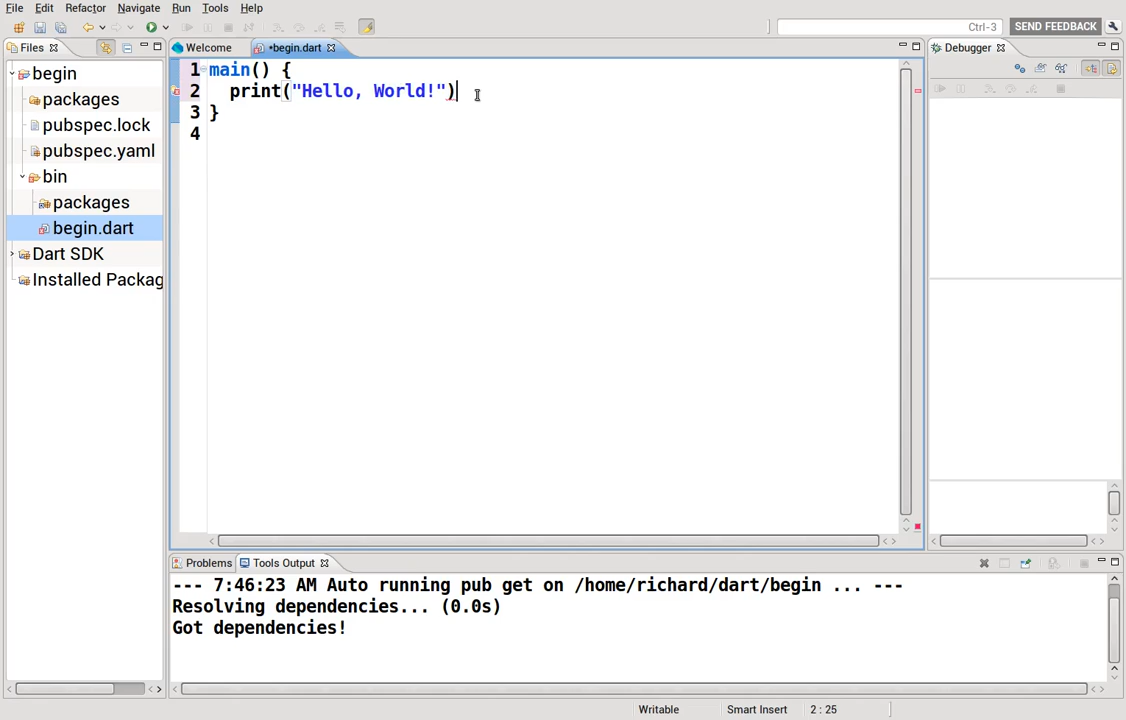 File Edit Refactor Navigate Run Tools Help
Ctrl-3 SEND FEEDBACK
Files Welcome *begin.dart Debugger
begin
packages
pubspec.lock
pubspec.yaml
bin
packages
begin.dart
Dart SDK
Installed Packag
1 main() {
2 print("Hello, World!")
3 }
4
Problems Tools Output
--- 7:46:23 AM Auto running pub get on /home/richard/dart/begin ... ---
Resolving dependencies... (0.0s)
Got dependencies!
Writable Smart Insert 2 : 25